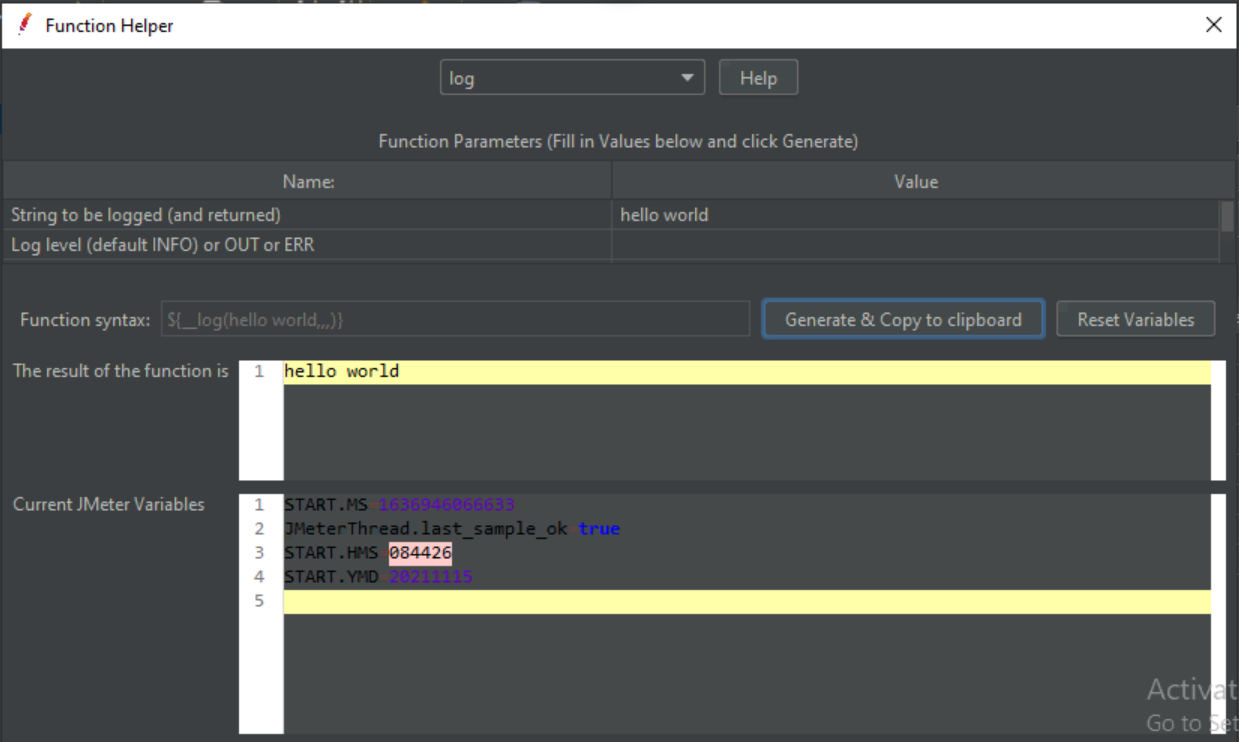 Function Helper
log
Help
Function Parameters (Fill in Values below and click Generate)
Name: Value
String to be logged (and returned) hello world
Log level (default INFO) or OUT or ERR
Function syntax: ${__log(hello world,,,)} Generate & Copy to clipboard Reset Variables
The result of the function is 1 hello world
Current JMeter Variables 1 START.MS=1636946066633
2 JMeterThread.last_sample_ok=true
3 START.HMS=084426
4 START.YMD=20211115
5
Activat
Go to Set